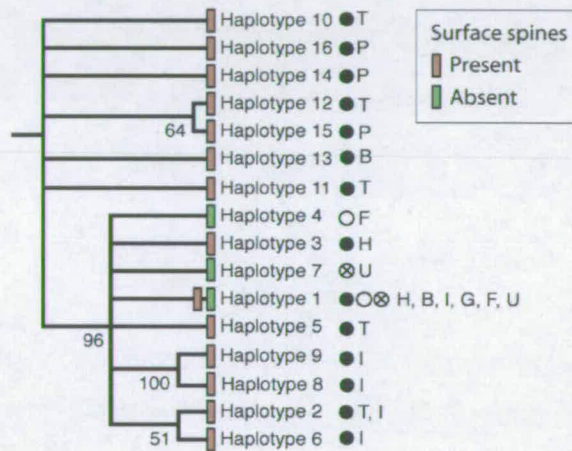 Haplotype 10 ● T
Haplotype 16 ● P
Haplotype 14 ● P
Haplotype 12 ● T
64
Haplotype 15 ● P
Haplotype 13 ● B
Haplotype 11 ● T
Haplotype 4 ○ F
Haplotype 3 ● H
Haplotype 7 ⊗ U
Haplotype 1 ●○⊗ H, B, I, G, F, U
Haplotype 5 ● T
96
Haplotype 9 ● I
100
Haplotype 8 ● I
Haplotype 2 ● T, I
51
Haplotype 6 ● I
Surface spines
Present
Absent